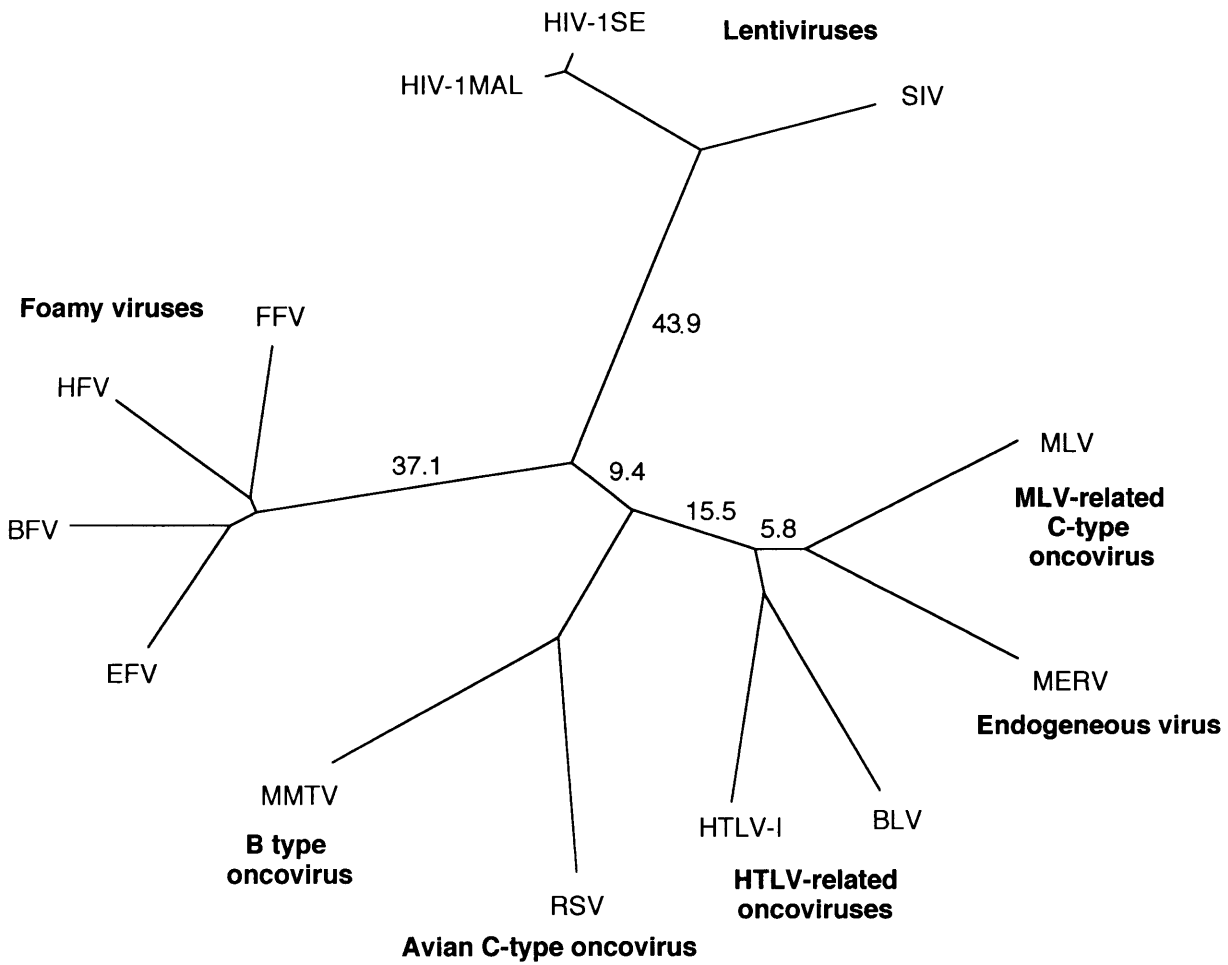 HIV-1SE
Lentiviruses
HIV-1MAL
SIV
Foamy viruses
FFV
43.9
HFV
37.1
9.4
MLV
15.5
5.8
MLV-related
C-type
oncovirus
BFV
EFV
MERV
Endogeneous virus
MMTV
HTLV-I
BLV
B type
oncovirus
HTLV-related
oncoviruses
RSV
Avian C-type oncovirus